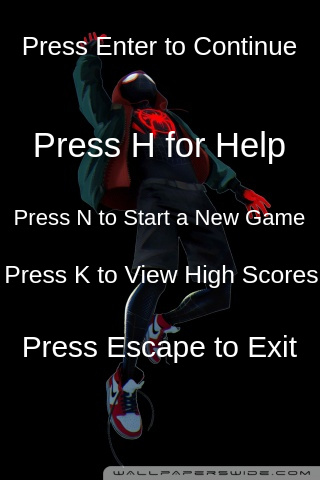 Press Enter to Continue
Press H for Help
Press N to Start a New Game
Press K to View High Scores
Press Escape to Exit
WALLPAPERSWIDE.COM